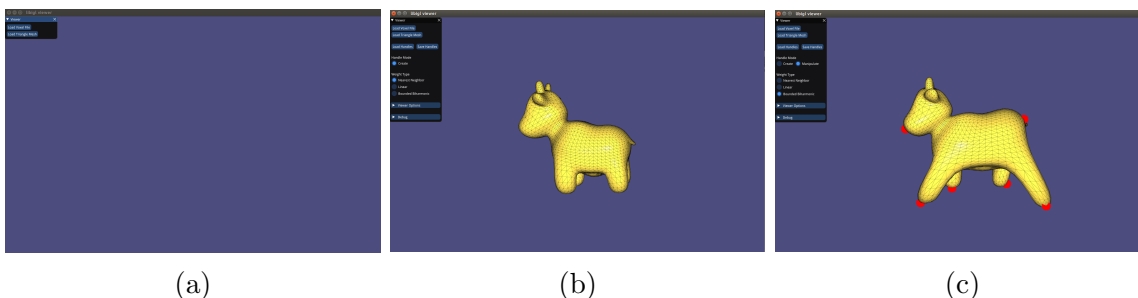 libigl viewer
Viewer
Load Voxel File
Load Triangle Mesh
libigl viewer
Viewer
Load Voxel File
Load Triangle Mesh
Load Handles Save Handles
Handle Mode
Create
Weight Type
Nearest Neighbor
Linear
Bounded Biharmonic
Viewer Options
Debug
libigl viewer
Viewer
Load Voxel File
Load Triangle Mesh
Load Handles Save Handles
Handle Mode
Create Manipulate
Weight Type
Nearest Neighbor
Linear
Bounded Biharmonic
Viewer Options
Debug
(a)
(b)
(c)